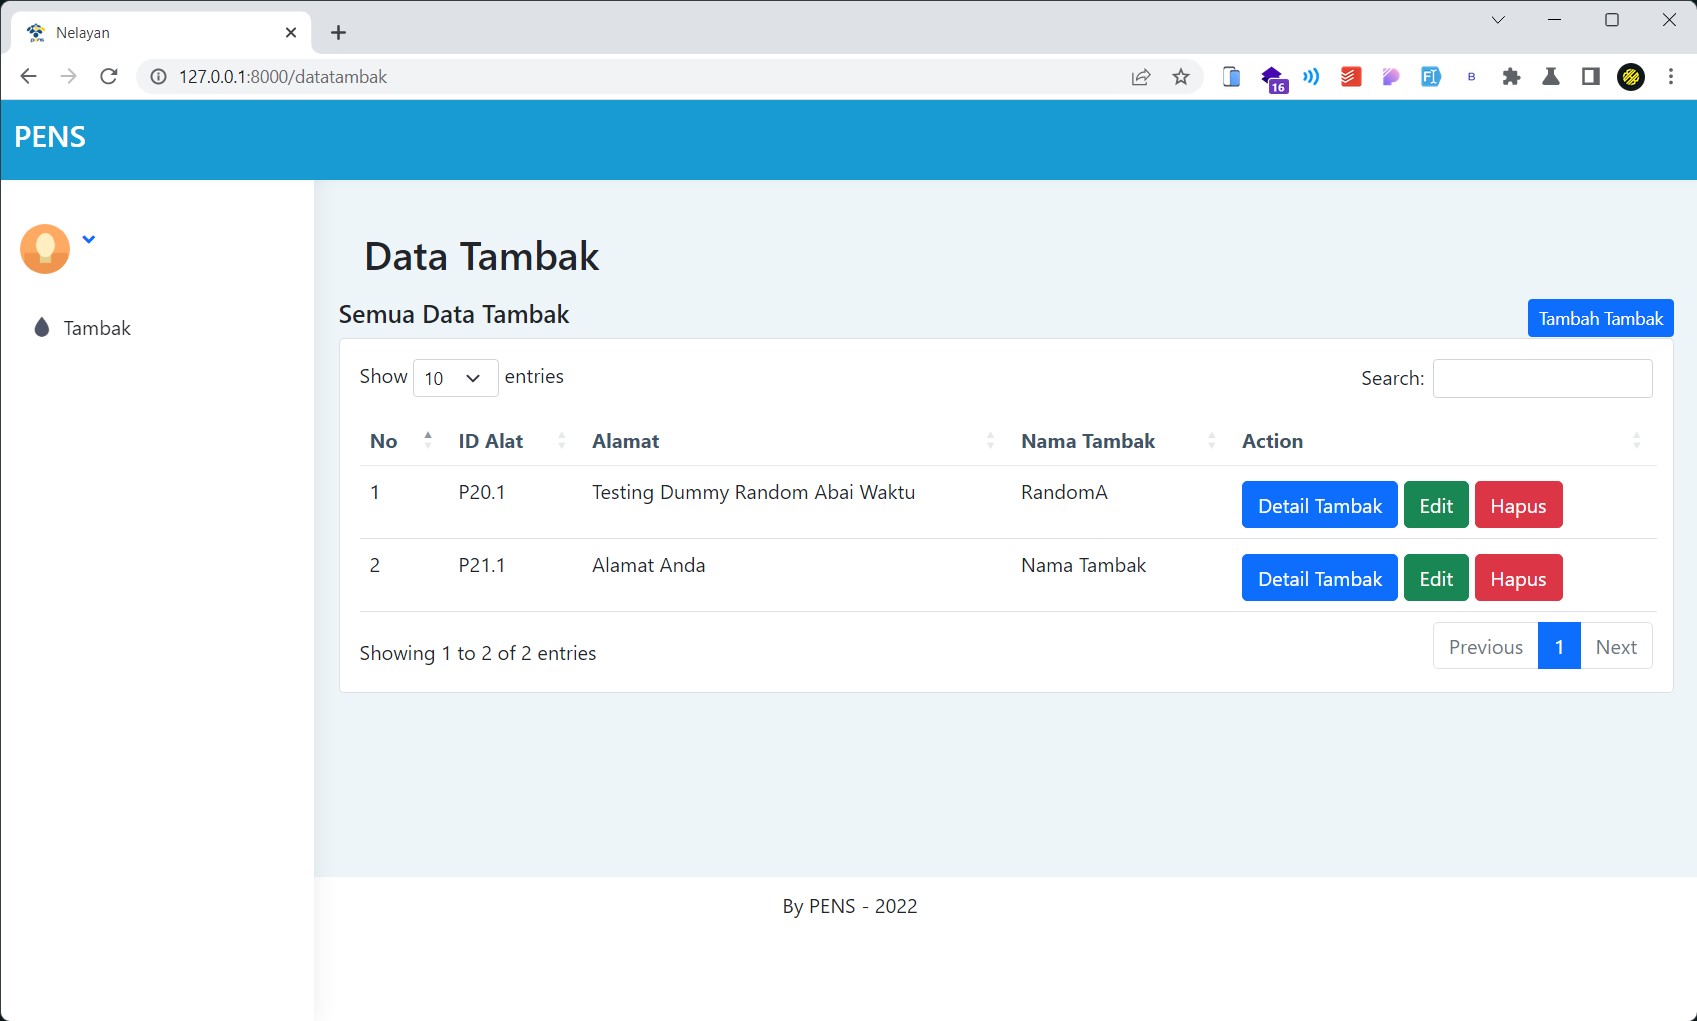 Nelayan
127.0.0.1:8000/datatambak
16
B
PENS
Tambak
Data Tambak
Semua Data Tambak
Tambah Tambak
Show 10 entries
Search:
No ID Alat Alamat Nama Tambak Action
1 P20.1 Testing Dummy Random Abai Waktu RandomA Detail Tambak Edit Hapus
2 P21.1 Alamat Anda Nama Tambak Detail Tambak Edit Hapus
Showing 1 to 2 of 2 entries
Previous 1 Next
By PENS - 2022